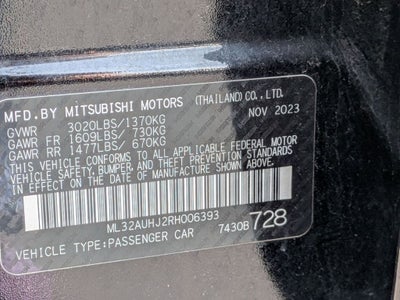 MFD.BY MITSUBISHI MOTORS (THAILAND) CO., LTD.
NOV 2023
GVWR 3020LBS/1370KG
GAWR FR 1609LBS/ 730KG
GAWR RR 1477LBS/ 670KG
THIS VEHICLE CONFORMS TO ALL APPLICABLE FEDERAL MOTOR
VEHICLE SAFETY, BUMPER, AND THEFT PREVENTION STANDARDS
IN EFFECT ON THE DATE OF MANUFACTURE SHOWN ABOVE.
ML32AUHJ2RH006393
VEHICLE TYPE:PASSENGER CAR 7430B 728